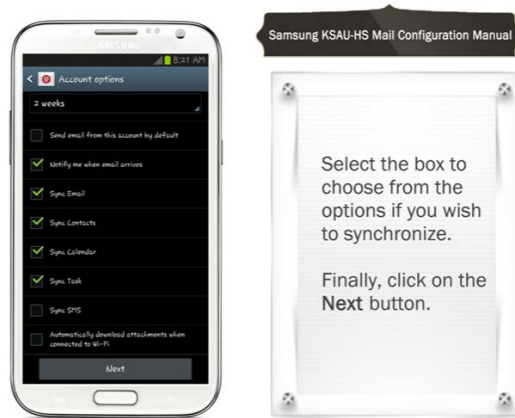 SAMSUNG
8:21 AM
Account options
2 weeks
Send email from this account by default
Notify me when email arrives
Sync Email
Sync Contacts
Sync Calendar
Sync Task
Sync SMS
Automatically download attachments when
connected to Wi-Fi
Next
Samsung KSAU-HS Mail Configuration Manual
Select the box to
choose from the
options if you wish
to synchronize.
Finally, click on the
Next button.